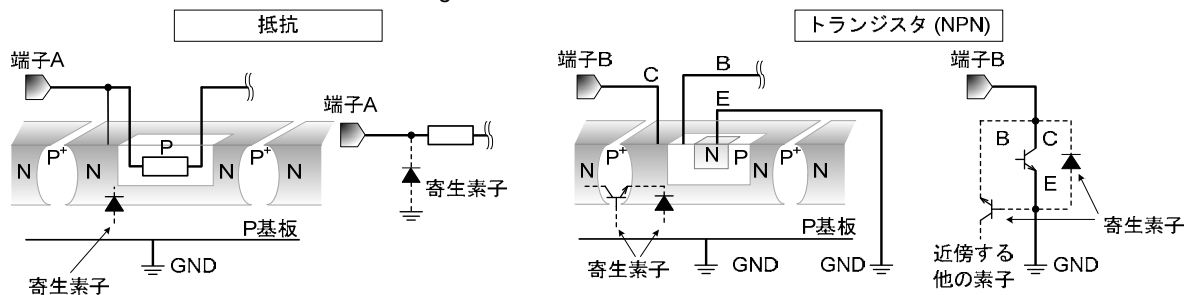 g
抵抗
トランジスタ (NPN)
端子A
P
N
P+
N
P+
N
P基板
寄生素子
GND
端子A
寄生素子
端子B
C
B
E
N
P+
N
N
P
P+
N
P基板
寄生素子
GND
GND
端子B
B
C
E
寄生素子
近傍する
他の素子
GND